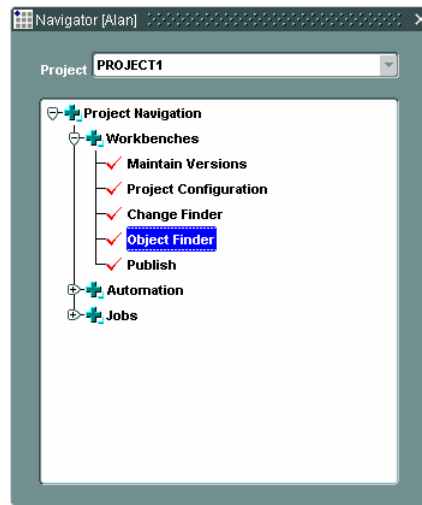 Navigator [Alan]
Project PROJECT1
Project Navigation
Workbenches
Maintain Versions
Project Configuration
Change Finder
Object Finder
Publish
Automation
Jobs